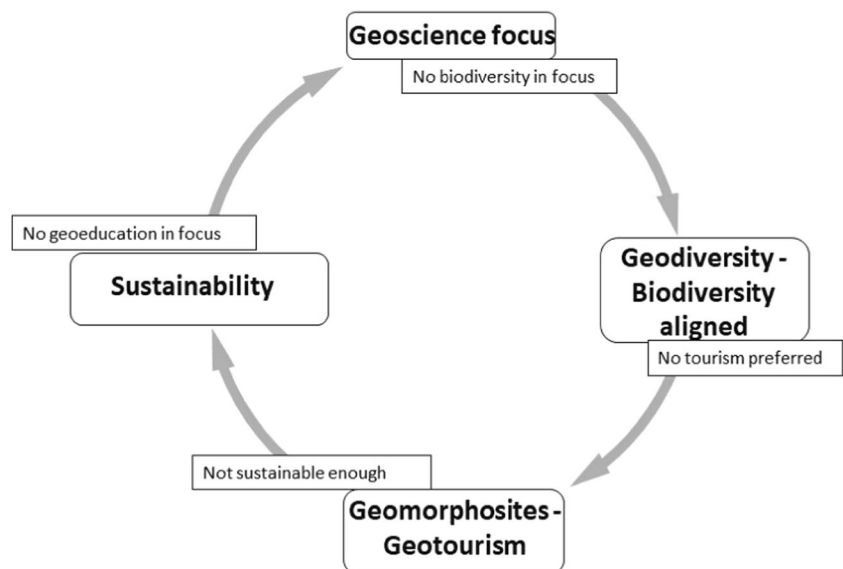 Geoscience focus
No biodiversity in focus
No geoeducation in focus
Sustainability
Geodiversity -
Biodiversity
aligned
No tourism preferred
Not sustainable enough
Geomorphosites -
Geotourism